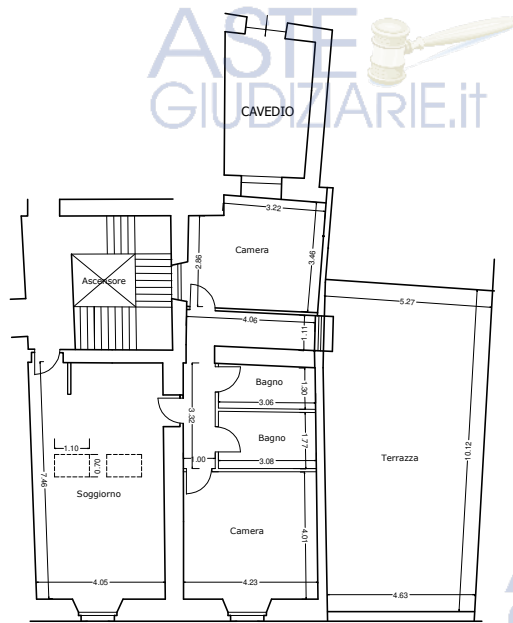 ASTE
GIUDIZIARIE.it
CAVEDIO
3.22
Camera
2.86
3.46
Ascensore
5.27
4.06
1.11
Bagno
1.30
3.06
3.32
Bagno
1.77
3.08
1.00
10.12
Terrazza
1.10
0.70
7.46
Soggiorno
Camera
4.01
4.05
4.23
4.63